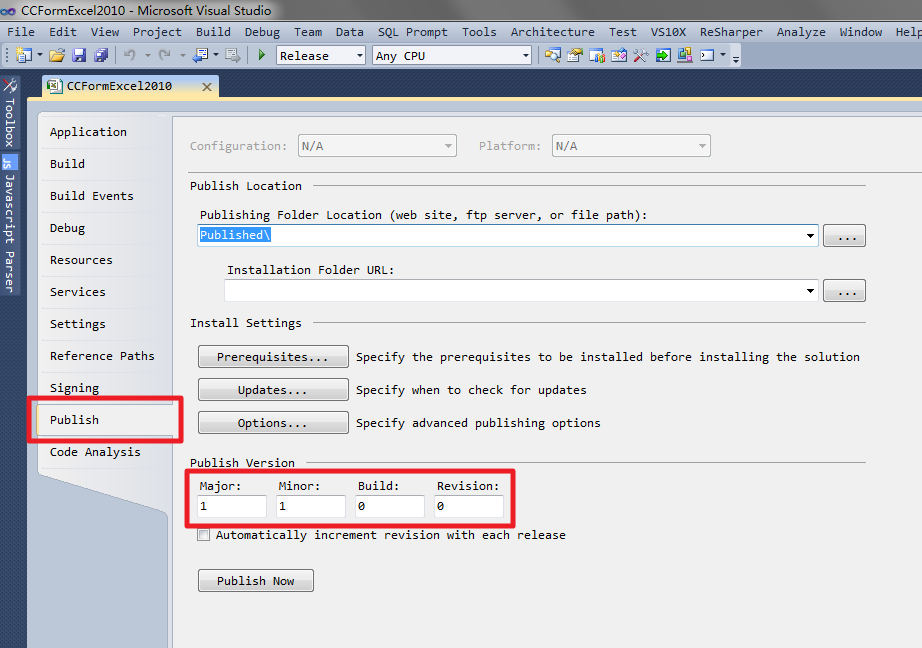 CCFormExcel2010 - Microsoft Visual Studio
File Edit View Project Build Debug Team Data SQL Prompt Tools Architecture Test VS10X ReSharper Analyze Window Help
Release Any CPU
Toolbox
JS Javascript Parser
CCFormExcel2010
Application
Build
Build Events
Debug
Resources
Services
Settings
Reference Paths
Signing
Publish
Code Analysis
Configuration: N/A Platform: N/A
Publish Location
Publishing Folder Location (web site, ftp server, or file path):
Published\ ...
Installation Folder URL:
...
Install Settings
Prerequisites... Specify the prerequisites to be installed before installing the solution
Updates... Specify when to check for updates
Options... Specify advanced publishing options
Publish Version
Major: Minor: Build: Revision:
1 1 0 0
Automatically increment revision with each release
Publish Now